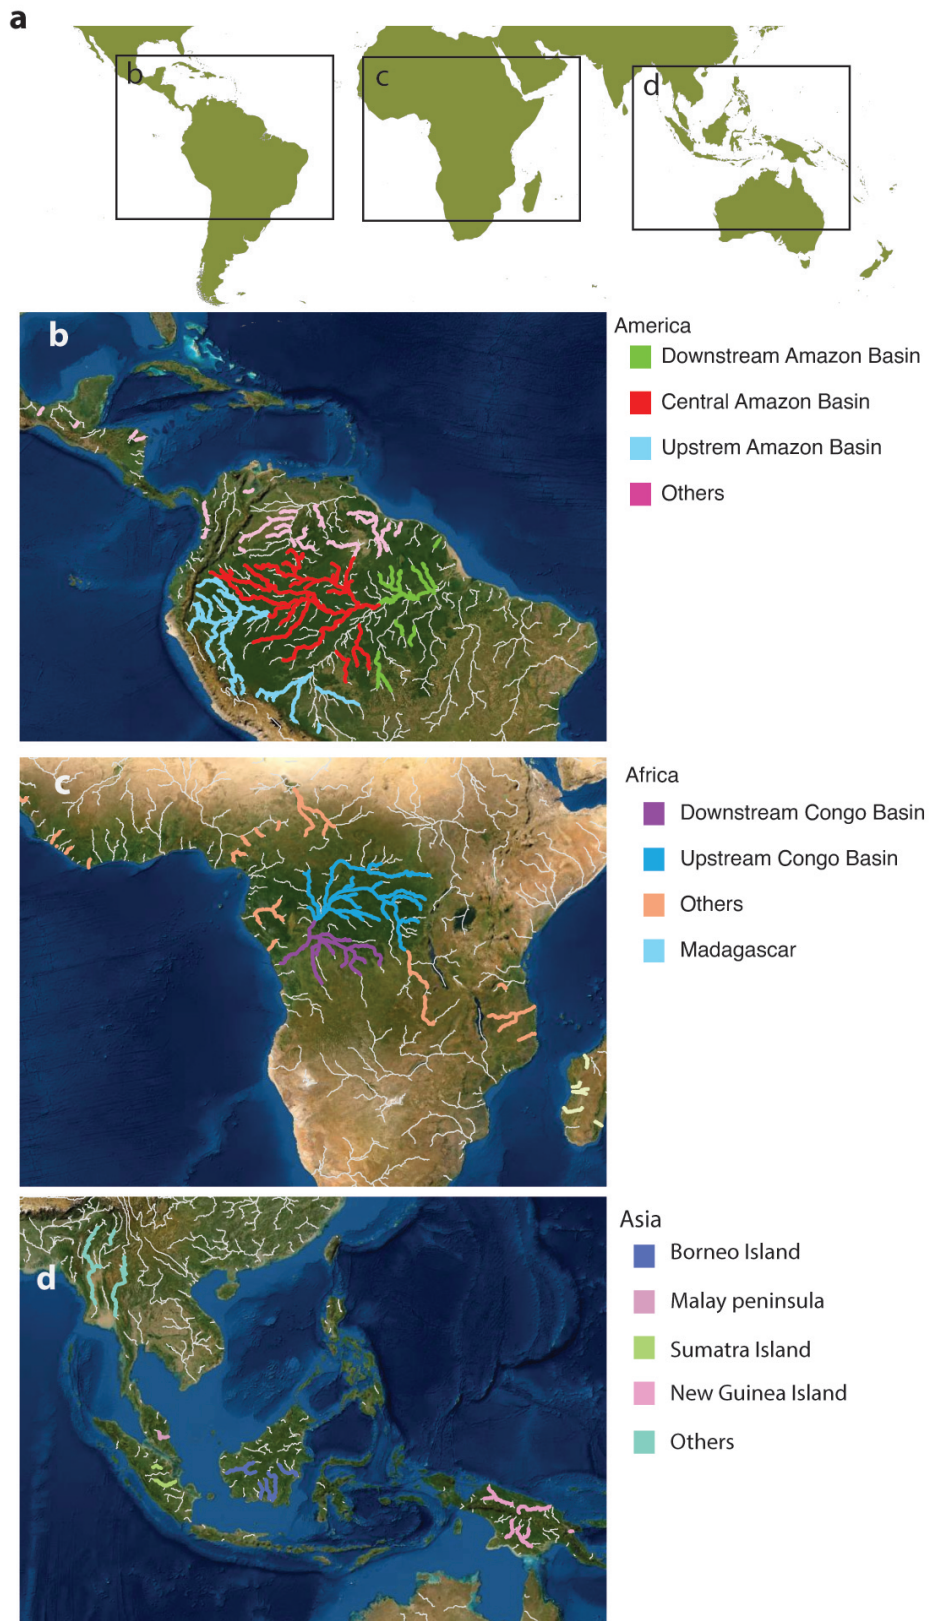 a
b
c
d
b
America
Downstream Amazon Basin
Central Amazon Basin
Upstrem Amazon Basin
Others
c
Africa
Downstream Congo Basin
Upstream Congo Basin
Others
Madagascar
d
Asia
Borneo Island
Malay peninsula
Sumatra Island
New Guinea Island
Others